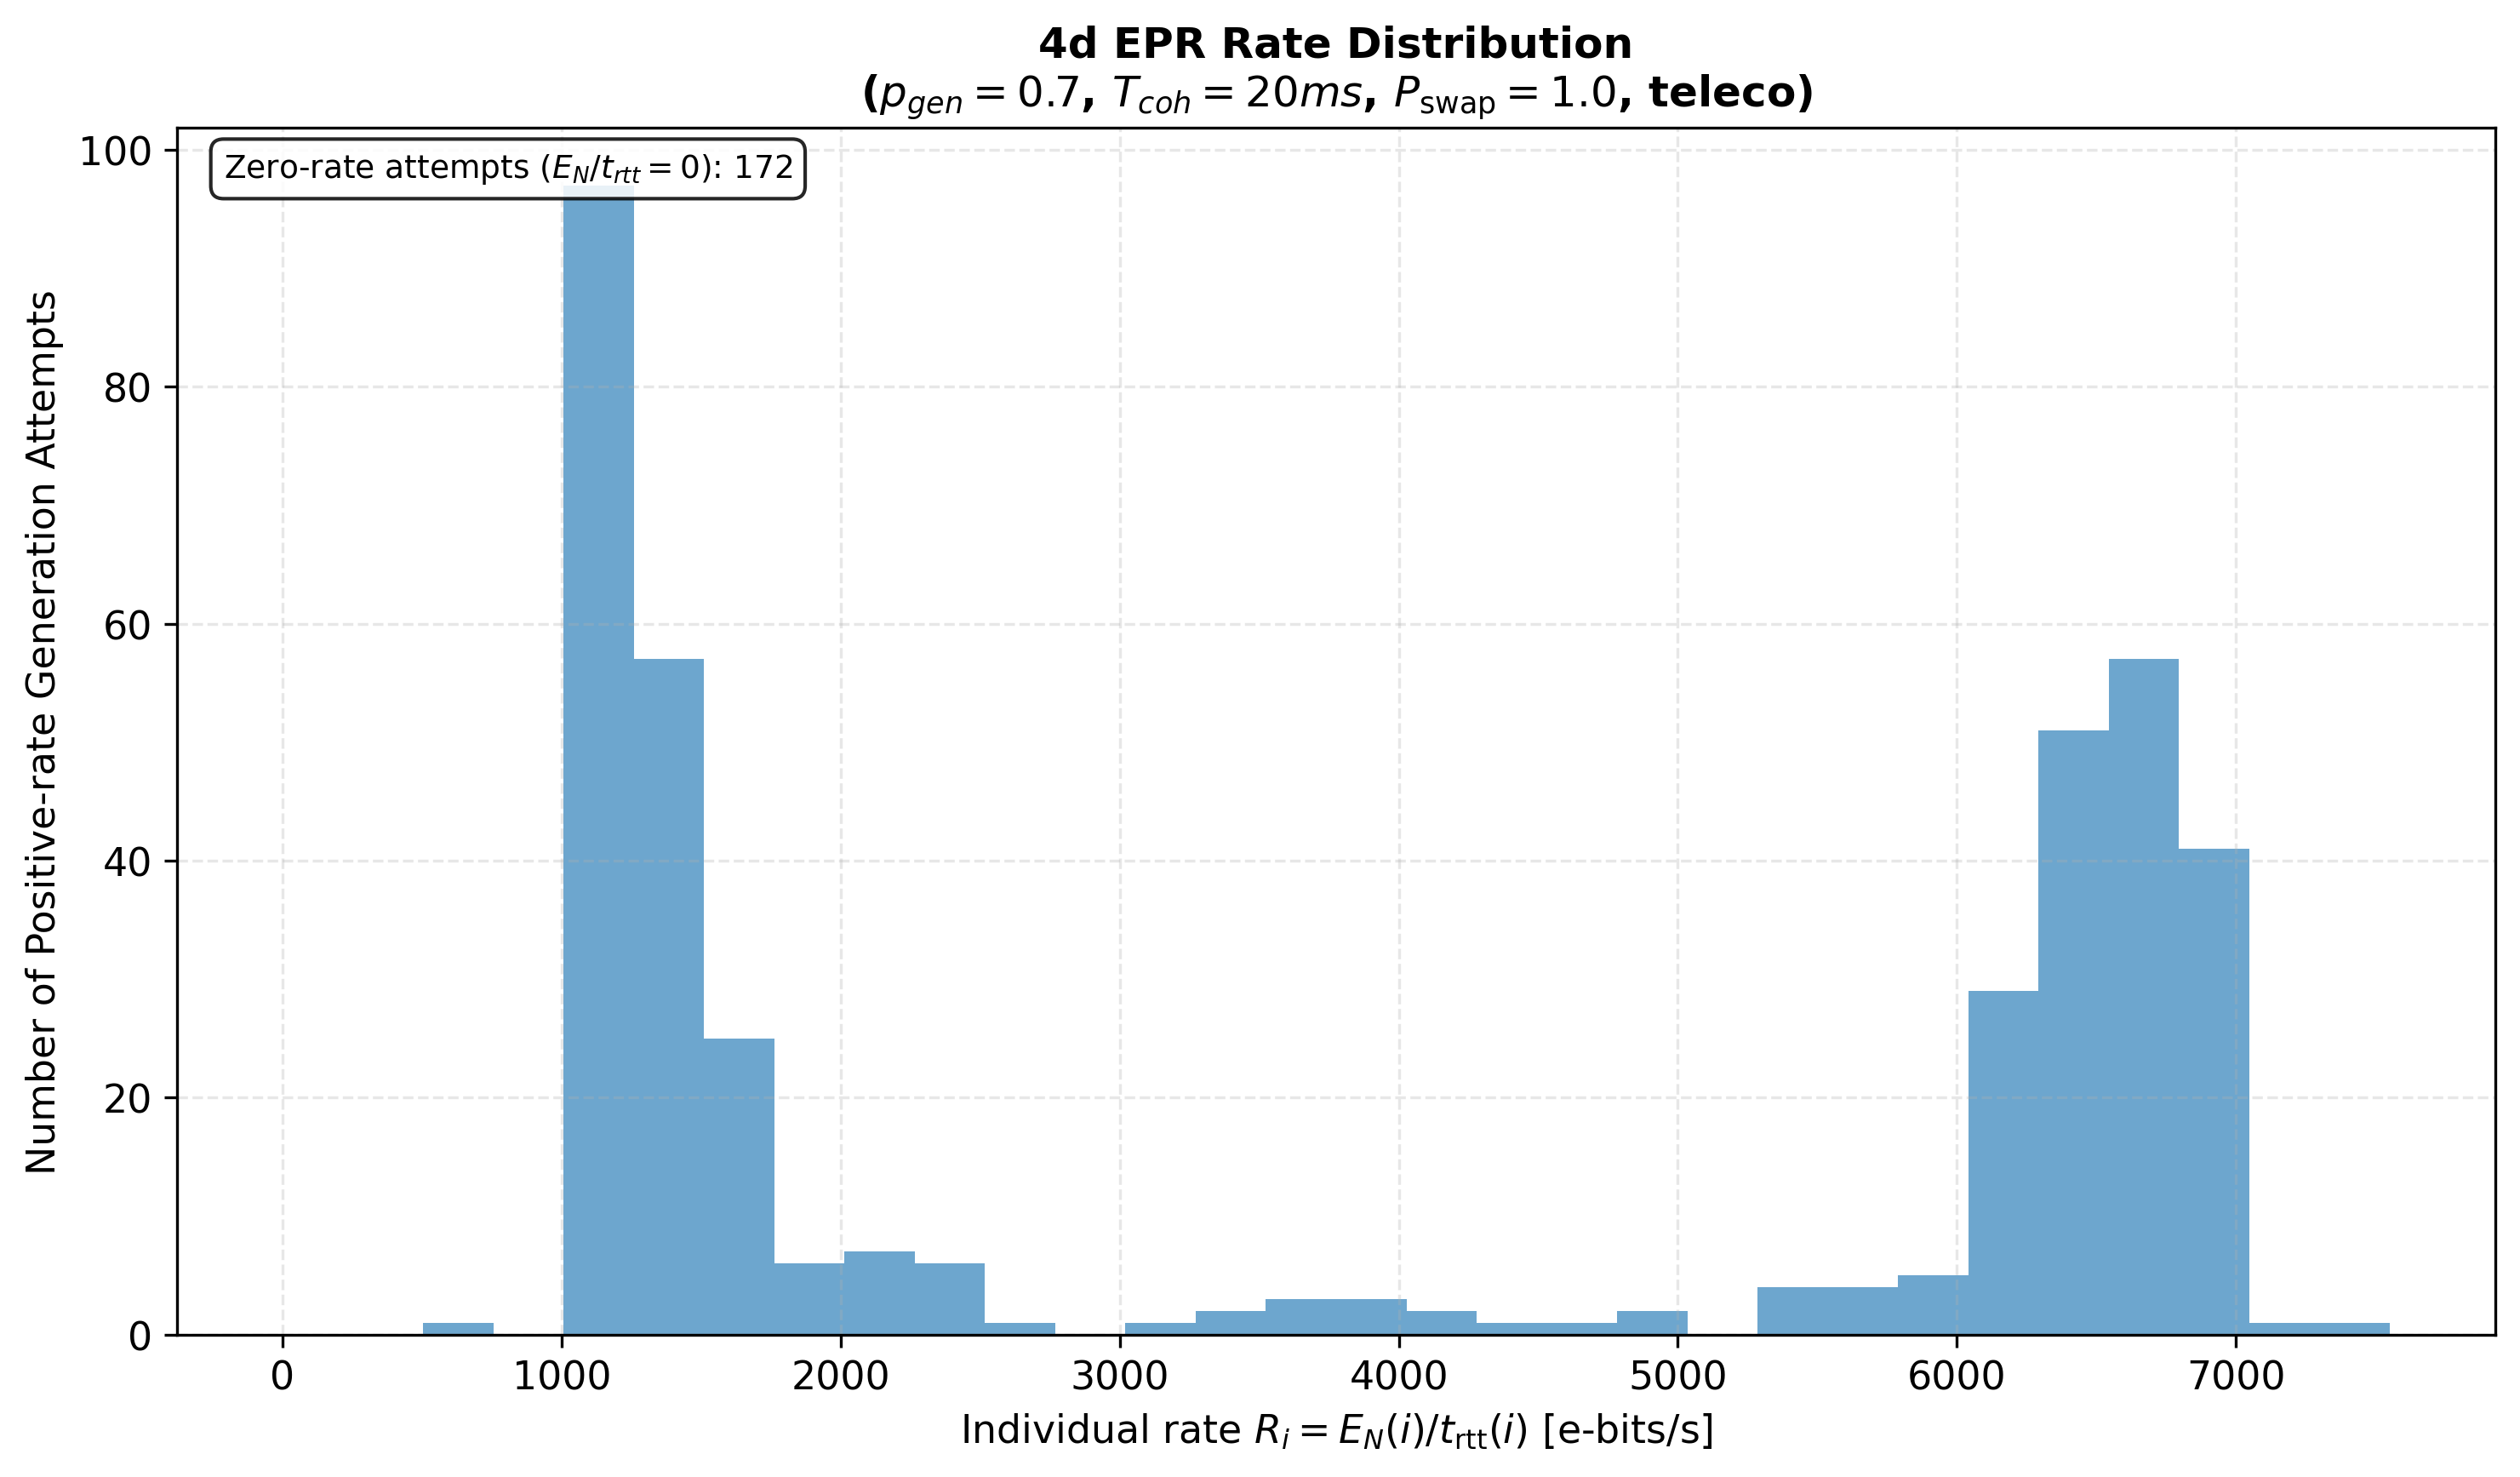 4d EPR Rate Distribution
(p_gen = 0.7, T_coh = 20ms, P_swap = 1.0, teleco)
Zero-rate attempts (E_N/t_rtt = 0): 172
Number of Positive-rate Generation Attempts
100
80
60
40
20
0
0 1000 2000 3000 4000 5000 6000 7000
Individual rate R_i = E_N(i)/t_rtt(i) [e-bits/s]